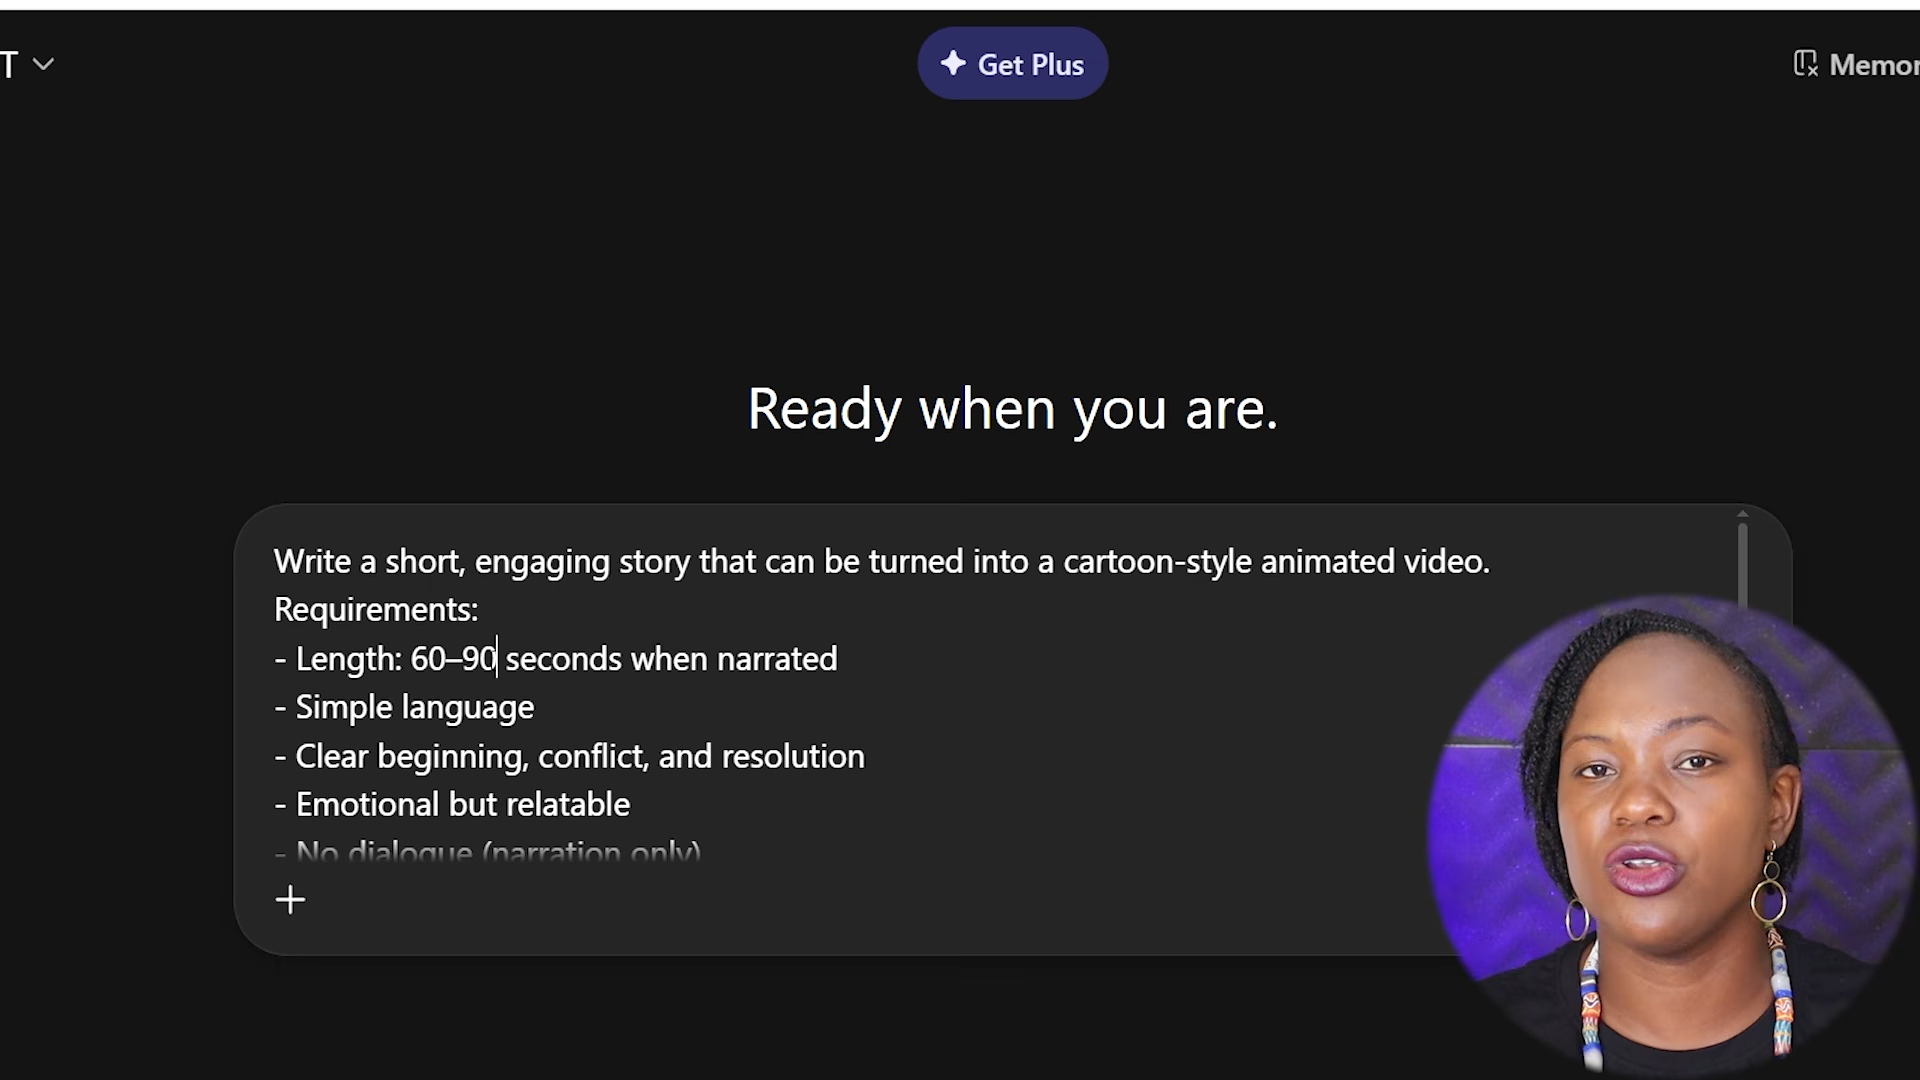 T
Get Plus
Memor
Ready when you are.
Write a short, engaging story that can be turned into a cartoon-style animated video.
Requirements:
- Length: 60–90 seconds when narrated
- Simple language
- Clear beginning, conflict, and resolution
- Emotional but relatable
- No dialogue (narration only)